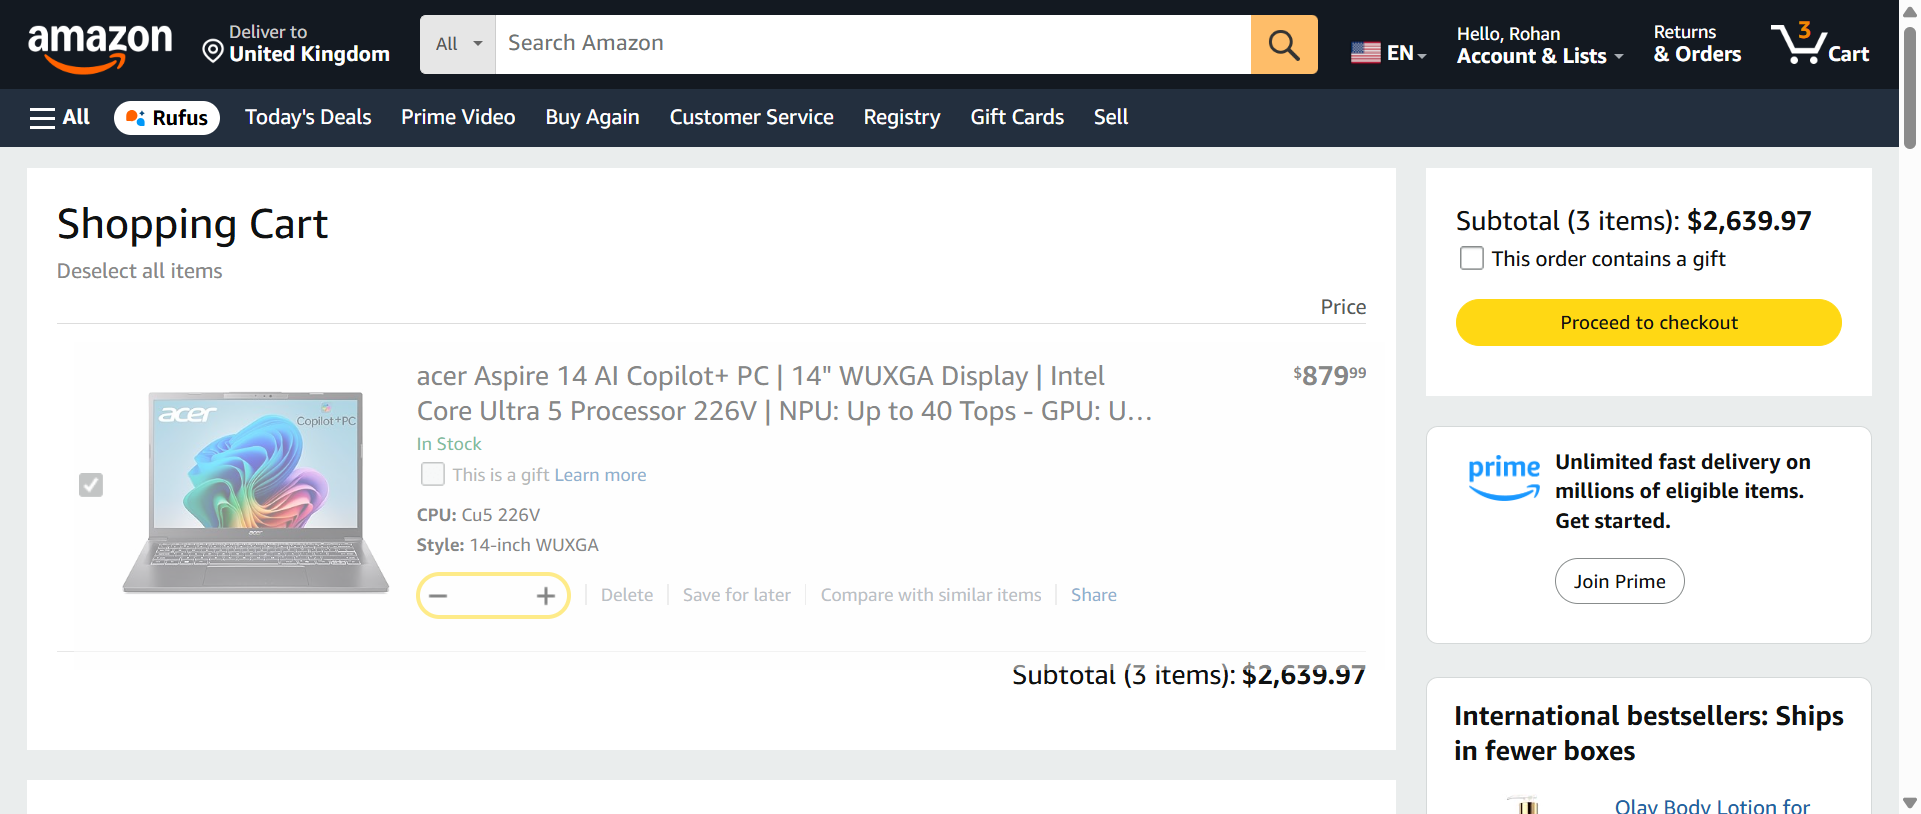 amazon
Deliver to
United Kingdom
All
Search Amazon
EN
Hello, Rohan
Account & Lists
Returns
& Orders
3
Cart
All
Rufus
Today's Deals
Prime Video
Buy Again
Customer Service
Registry
Gift Cards
Sell
Shopping Cart
Deselect all items
Price
acer Aspire 14 AI Copilot+ PC | 14" WUXGA Display | Intel
Core Ultra 5 Processor 226V | NPU: Up to 40 Tops - GPU: U…
$879.99
In Stock
This is a gift Learn more
CPU: Cu5 226V
Style: 14-inch WUXGA
acer
Copilot+PC
acer
Delete
Save for later
Compare with similar items
Share
Subtotal (3 items): $2,639.97
Subtotal (3 items): $2,639.97
This order contains a gift
Proceed to checkout
prime
Unlimited fast delivery on
millions of eligible items.
Get started.
Join Prime
International bestsellers: Ships
in fewer boxes
Olay Body Lotion for